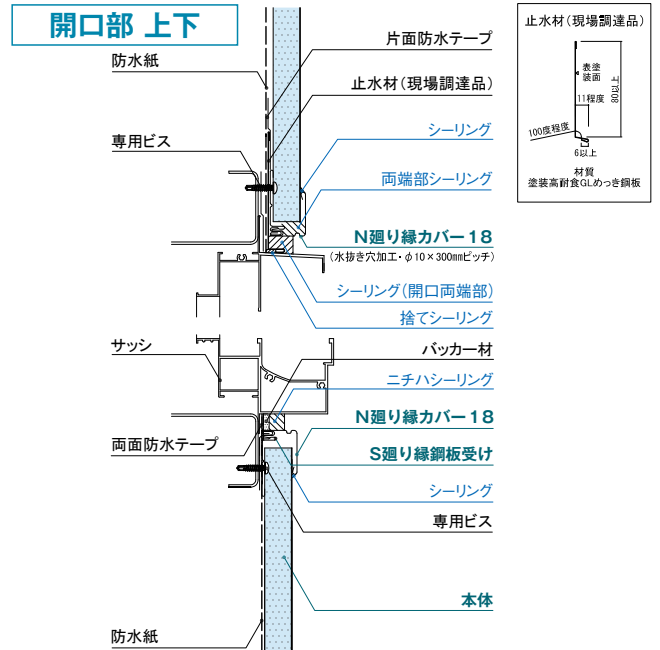 開口部 上下
防水紙
専用ビス
サッシ
両面防水テープ
防水紙
片面防水テープ
止水材(現場調達品)
シーリング
両端部シーリング
N廻り縁カバー18
(水抜き穴加工・φ10×300mmピッチ)
シーリング(開口両端部)
捨てシーリング
バッカー材
ニチハシーリング
N廻り縁カバー18
S廻り縁鋼板受け
シーリング
専用ビス
本体
止水材(現場調達品)
表塗
装面
11程度
80以上
100度程度
6以上
材質
塗装高耐食GLめっき鋼板